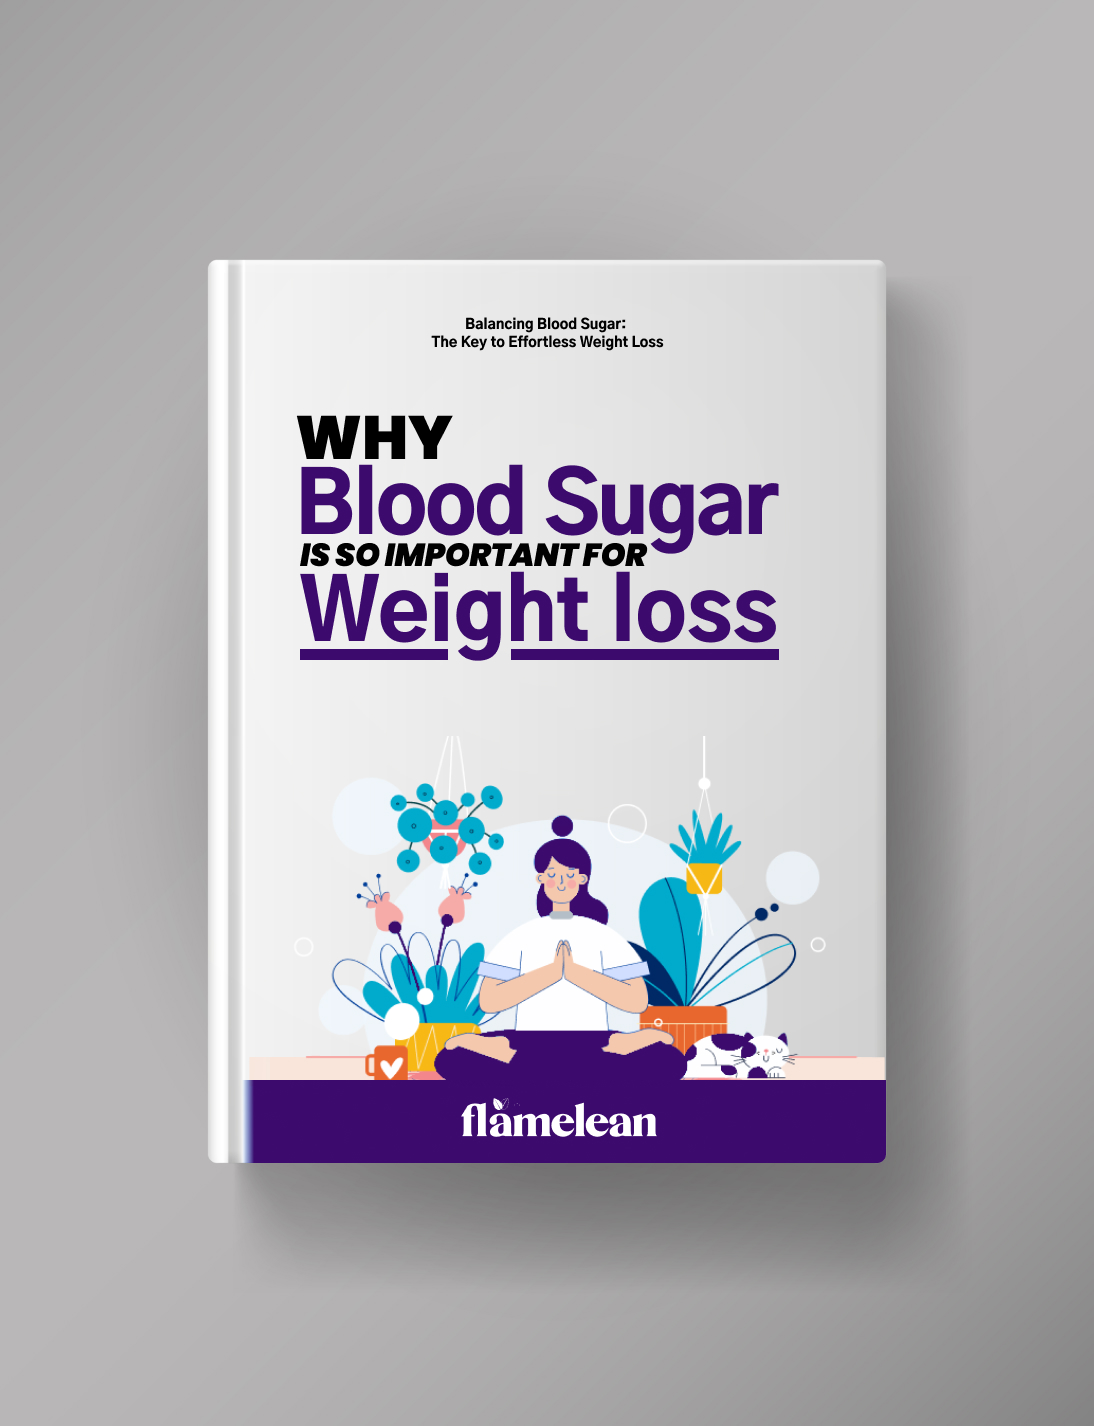 Balancing Blood Sugar:
The Key to Effortless Weight Loss
WHY
Blood Sugar
IS SO IMPORTANT FOR
Weight loss
flamelean